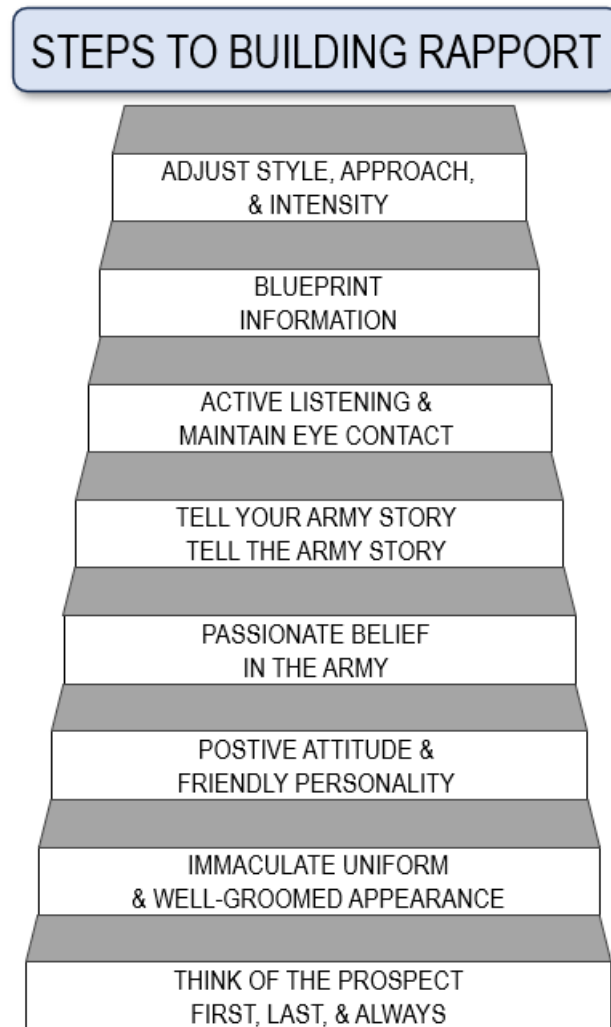 STEPS TO BUILDING RAPPORT
ADJUST STYLE, APPROACH,
& INTENSITY
BLUEPRINT
INFORMATION
ACTIVE LISTENING &
MAINTAIN EYE CONTACT
TELL YOUR ARMY STORY
TELL THE ARMY STORY
PASSIONATE BELIEF
IN THE ARMY
POSTIVE ATTITUDE &
FRIENDLY PERSONALITY
IMMACULATE UNIFORM
& WELL-GROOMED APPEARANCE
THINK OF THE PROSPECT
FIRST, LAST, & ALWAYS